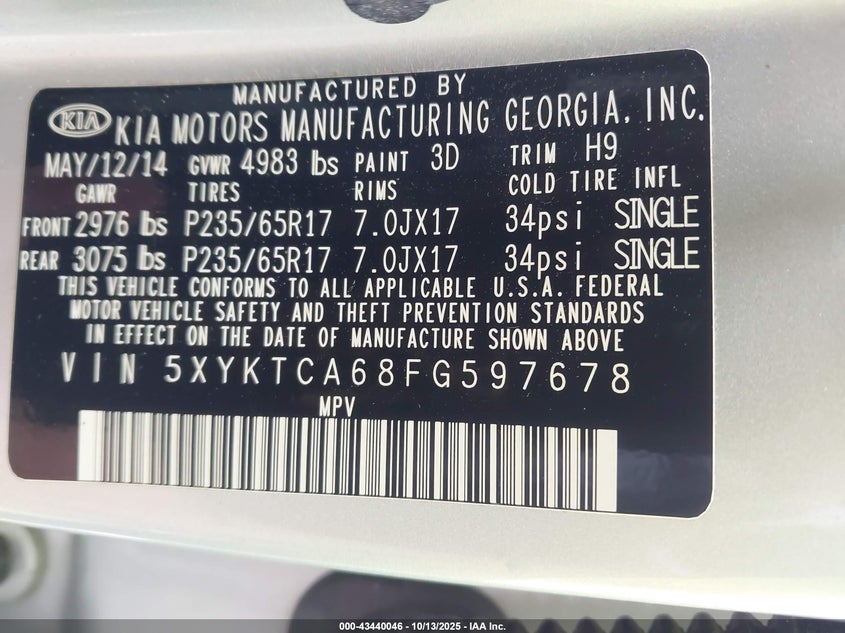 MANUFACTURED BY
KIA KIA MOTORS MANUFACTURING GEORGIA, INC.
MAY/12/14 GVWR 4983 lbs PAINT 3D TRIM H9
GAWR TIRES RIMS COLD TIRE INFL
FRONT 2976 lbs P235/65R17 7.0JX17 34psi SINGLE
REAR 3075 lbs P235/65R17 7.0JX17 34psi SINGLE
THIS VEHICLE CONFORMS TO ALL APPLICABLE U.S.A. FEDERAL
MOTOR VEHICLE SAFETY AND THEFT PREVENTION STANDARDS
IN EFFECT ON THE DATE OF MANUFACTURE SHOWN ABOVE
VIN 5XYKTCA68FG597678
MPV
000-43440046 - 10/13/2025 - IAA Inc.